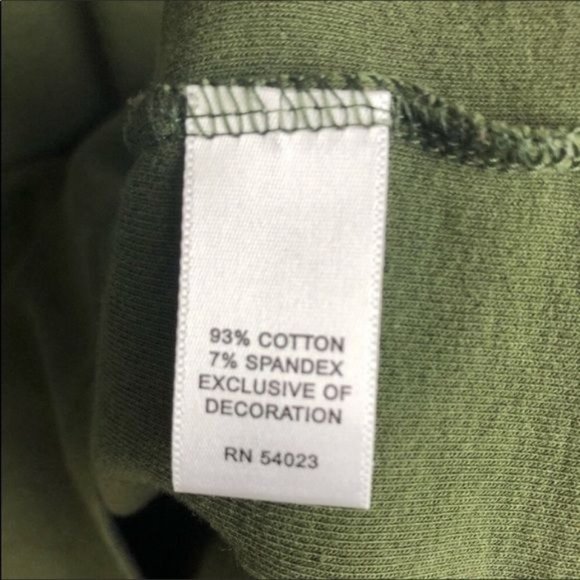 93% COTTON
7% SPANDEX
EXCLUSIVE OF
DECORATION
RN 54023